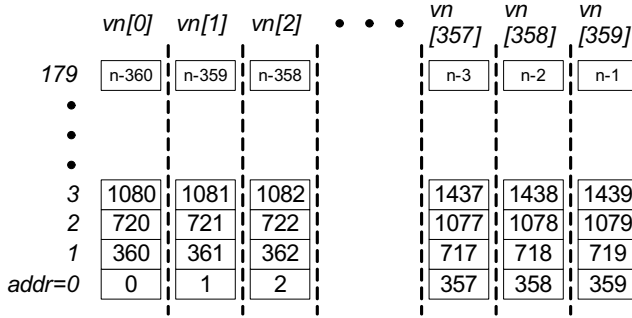 vn[0] vn[1] vn[2] • • • vn [357] vn [358] vn [359]
179 n-360 n-359 n-358 n-3 n-2 n-1
3 1080 1081 1082 1437 1438 1439
2 720 721 722 1077 1078 1079
1 360 361 362 717 718 719
addr=0 0 1 2 357 358 359